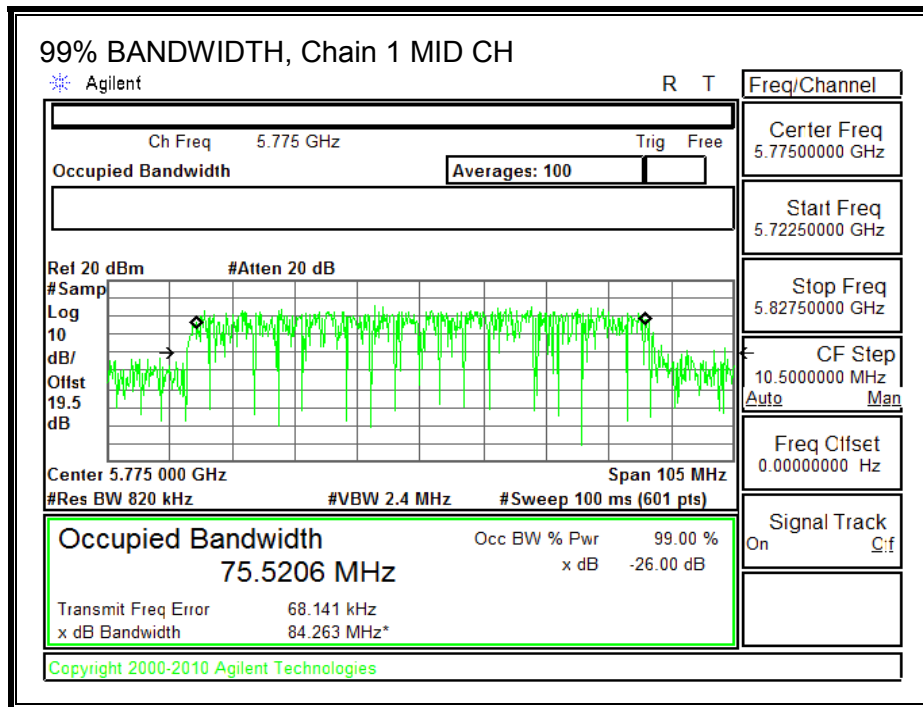 99% BANDWIDTH, Chain 1 MID CH
Agilent R T
Freq/Channel
Ch Freq 5.775 GHz Trig Free
Occupied Bandwidth Averages: 100
Center Freq
5.77500000 GHz
Start Freq
5.72250000 GHz
Stop Freq
5.82750000 GHz
CF Step
10.5000000 MHz
Auto Man
Freq Offset
0.00000000 Hz
Signal Track
On Off
Ref 20 dBm #Atten 20 dB
#Samp
Log
10
dB/
Offst
19.5
dB
Center 5.775 000 GHz Span 105 MHz
#Res BW 820 kHz #VBW 2.4 MHz #Sweep 100 ms (601 pts)
Occupied Bandwidth Occ BW % Pwr 99.00 %
75.5206 MHz x dB -26.00 dB
Transmit Freq Error 68.141 kHz
x dB Bandwidth 84.263 MHz*
Copyright 2000-2010 Agilent Technologies